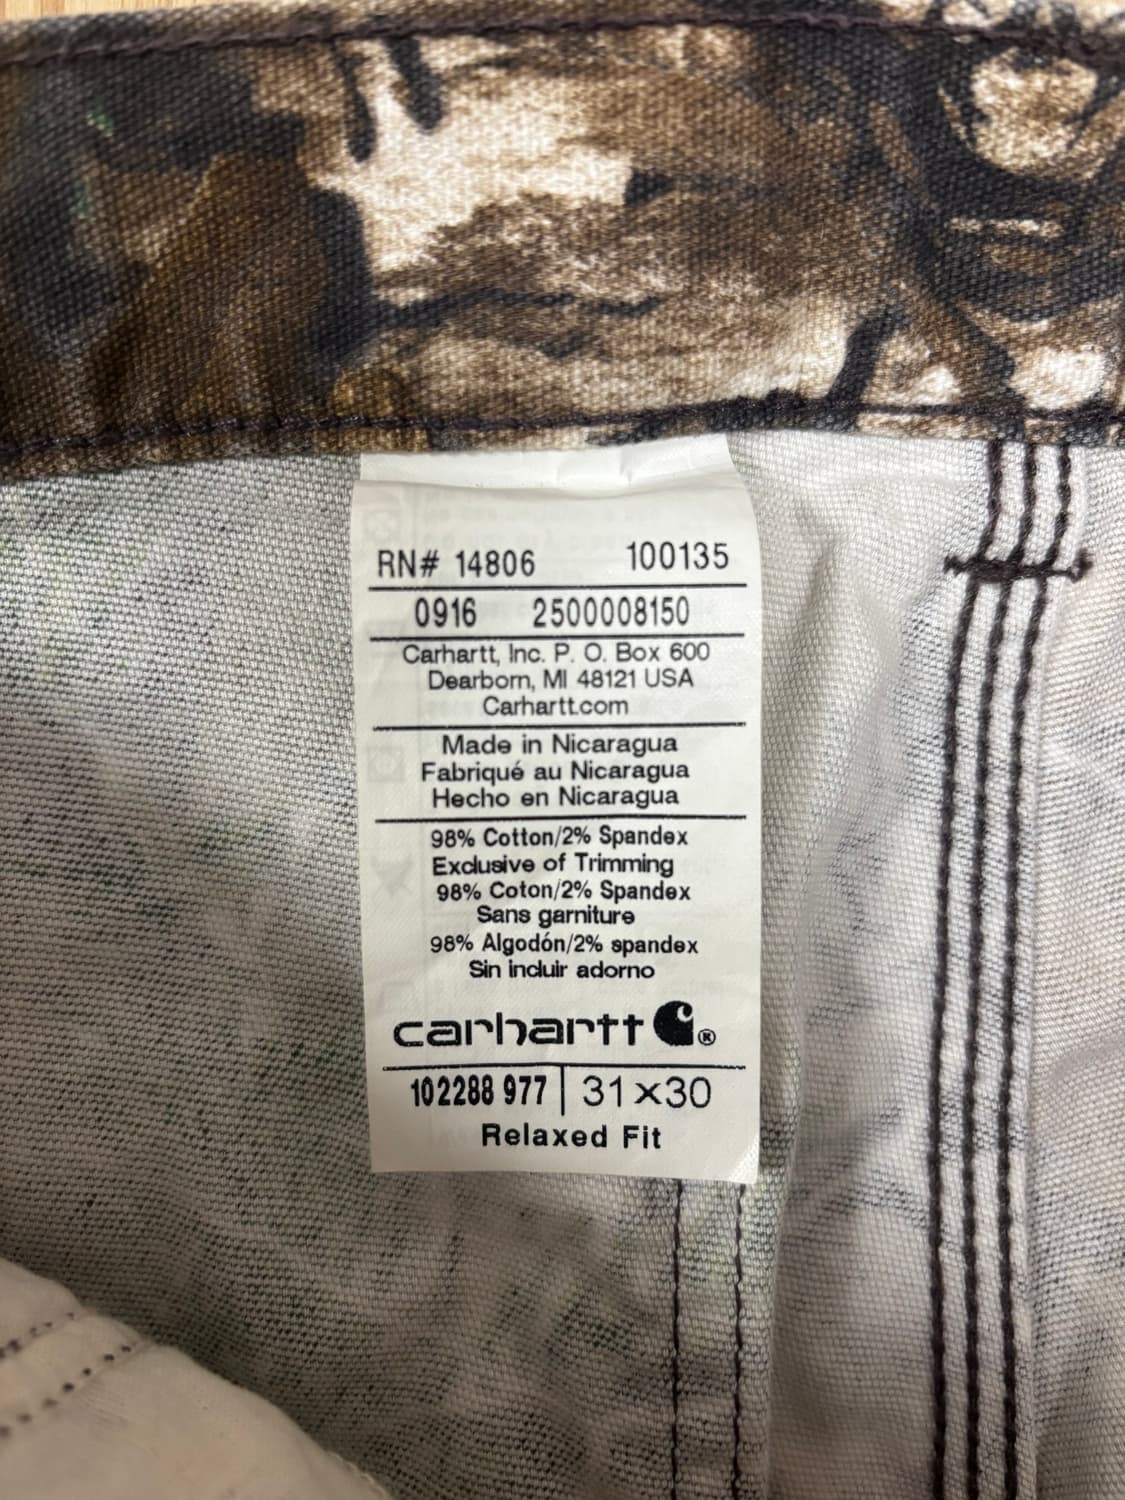 RN# 14806 100135
0916 2500008150
Carhartt, Inc. P. O. Box 600
Dearborn, MI 48121 USA
Carhartt.com
Made in Nicaragua
Fabriqué au Nicaragua
Hecho en Nicaragua
98% Cotton/2% Spandex
Exclusive of Trimming
98% Coton/2% Spandex
Sans garniture
98% Algodón/2% spandex
Sin incluir adorno
carhartt ®
102288 977 | 31×30
Relaxed Fit